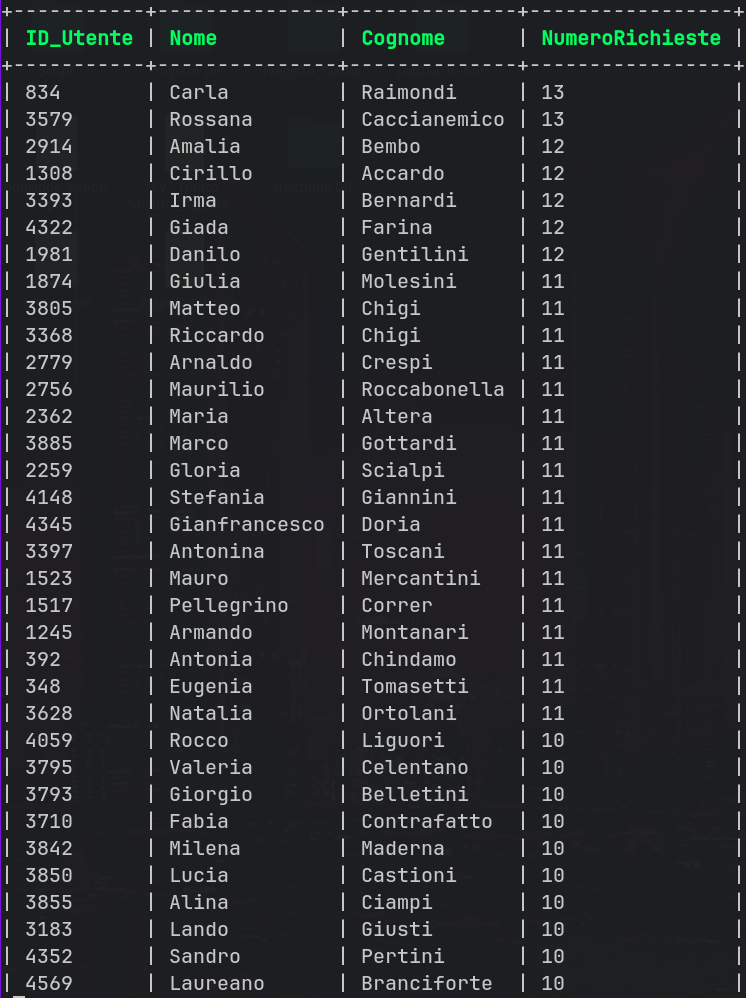 +-----------+---------------+--------------+-----------------+
| ID_Utente | Nome | Cognome | NumeroRichieste |
+-----------+---------------+--------------+-----------------+
| 834 | Carla | Raimondi | 13
| 3579 | Rossana | Caccianemico | 13
| 2914 | Amalia | Bembo | 12
| 1308 | Cirillo | Accardo | 12
| 3393 | Irma | Bernardi | 12
| 4322 | Giada | Farina | 12
| 1981 | Danilo | Gentilini | 12
| 1874 | Giulia | Molesini | 11
| 3805 | Matteo | Chigi | 11
| 3368 | Riccardo | Chigi | 11
| 2779 | Arnaldo | Crespi | 11
| 2756 | Maurilio | Roccabonella | 11
| 2362 | Maria | Altera | 11
| 3885 | Marco | Gottardi | 11
| 2259 | Gloria | Scialpi | 11
| 4148 | Stefania | Giannini | 11
| 4345 | Gianfrancesco | Doria | 11
| 3397 | Antonina | Toscani | 11
| 1523 | Mauro | Mercantini | 11
| 1517 | Pellegrino | Correr | 11
| 1245 | Armando | Montanari | 11
| 392 | Antonia | Chindamo | 11
| 348 | Eugenia | Tomasetti | 11
| 3628 | Natalia | Ortolani | 11
| 4059 | Rocco | Liguori | 10
| 3795 | Valeria | Celentano | 10
| 3793 | Giorgio | Belletini | 10
| 3710 | Fabia | Contrafatto | 10
| 3842 | Milena | Maderna | 10
| 3850 | Lucia | Castioni | 10
| 3855 | Alina | Ciampi | 10
| 3183 | Lando | Giusti | 10
| 4352 | Sandro | Pertini | 10
| 4569 | Laureano | Branciforte | 10